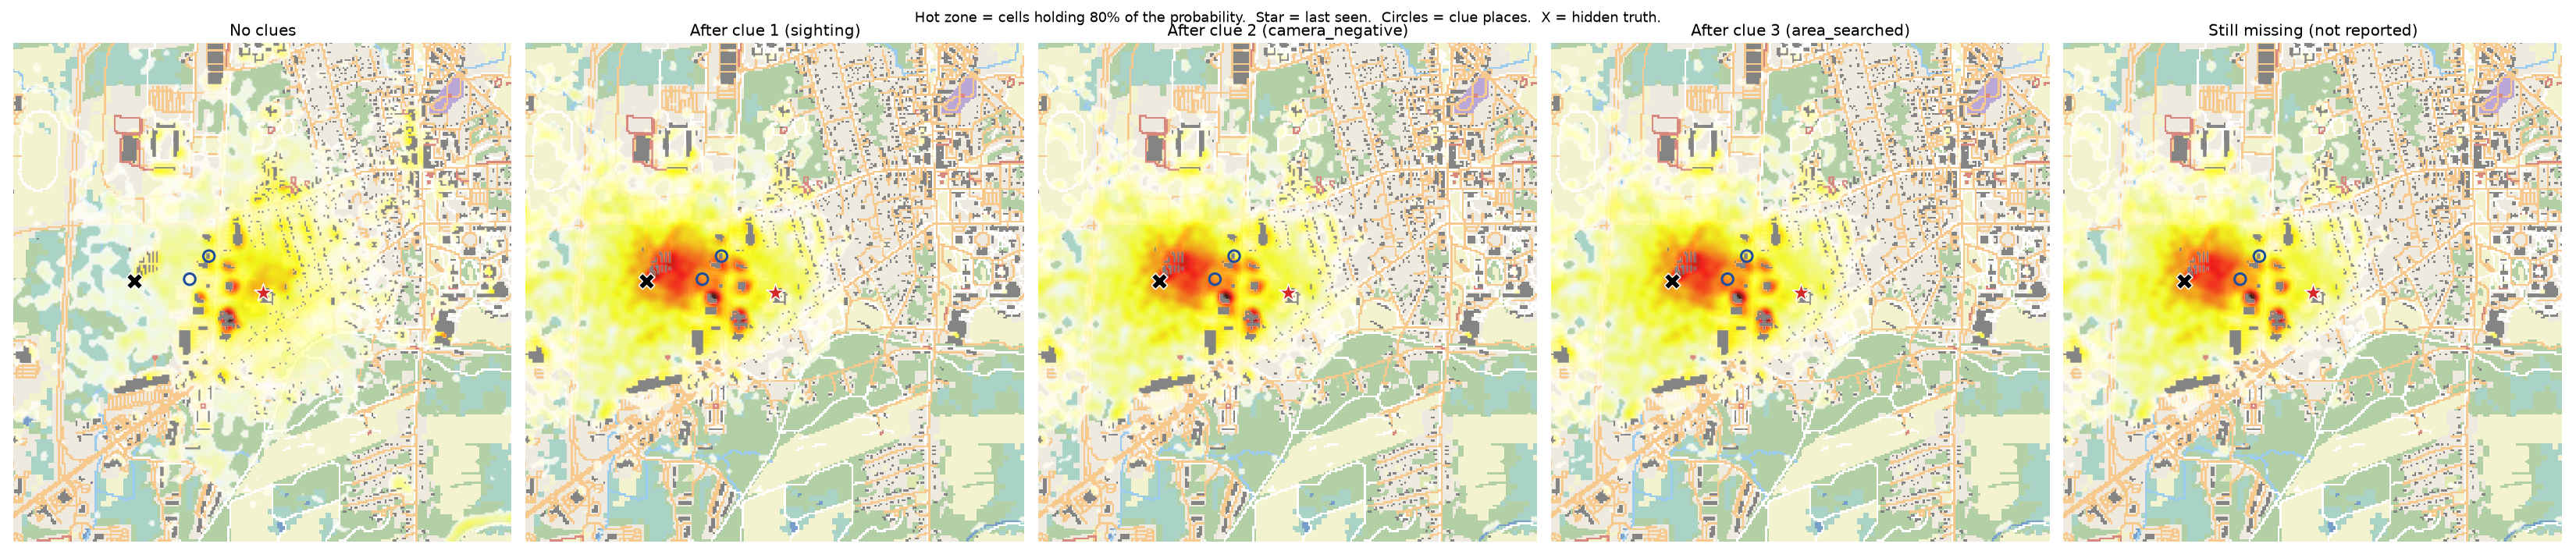 Hot zone = cells holding 80% of the probability.  Star = last seen.  Circles = clue places.  X = hidden truth.
No clues
After clue 1 (sighting)
After clue 2 (camera_negative)
After clue 3 (area_searched)
Still missing (not reported)